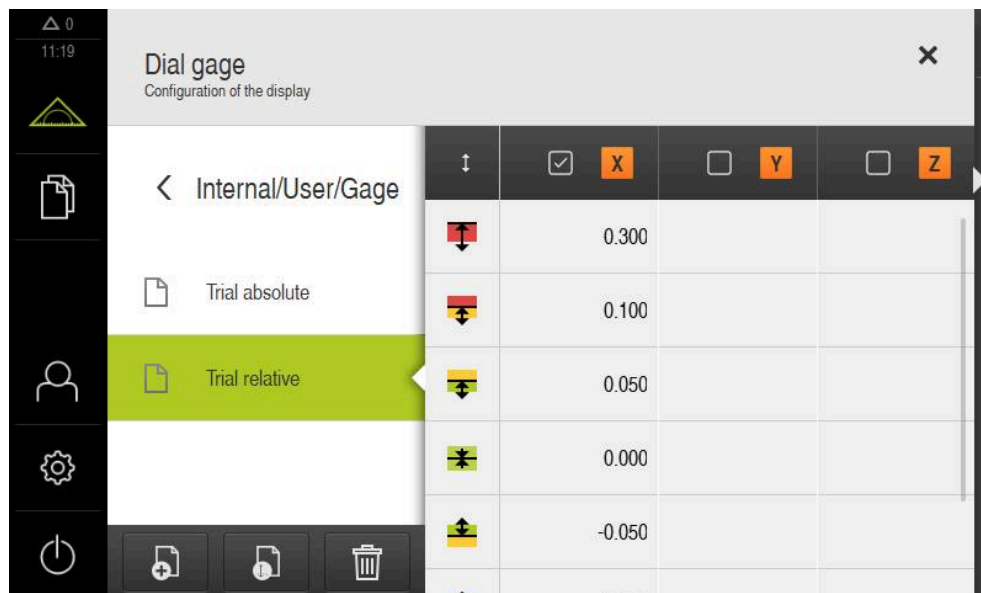 0
11:19
Dial gage
Configuration of the display
Internal/User/Gage
Trial absolute
Trial relative
X Y Z
0.300
0.100
0.050
0.000
-0.050